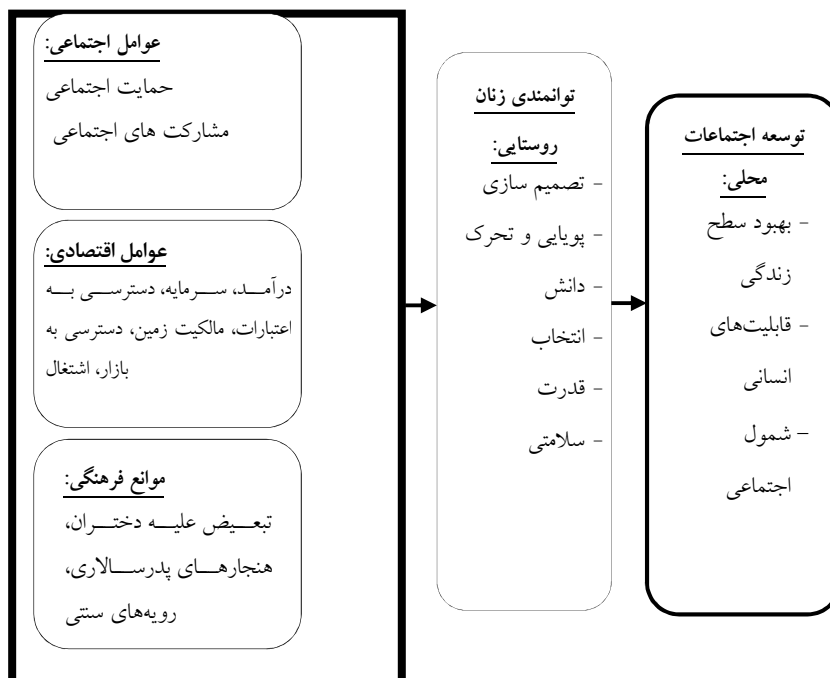 عوامل اجتماعی:
حمایت اجتماعی
مشارکت های اجتماعی
عوامل اقتصادی:
درآمد، سرمایه، دسترسی به
اعتبارات، مالکیت زمین، دسترسی به
بازار، اشتغال
موانع فرهنگی:
تبعیض علیه دختران،
هنجارهای پدرسالاری،
رویه‌های سنتی
توانمندی زنان
روستایی:
- تصمیم سازی
- پویایی و تحرک
- دانش
- انتخاب
- قدرت
- سلامتی
توسعه اجتماعات
محلی:
- بهبود سطح
زندگی
- قابلیت‌های
انسانی
- شمول
اجتماعی